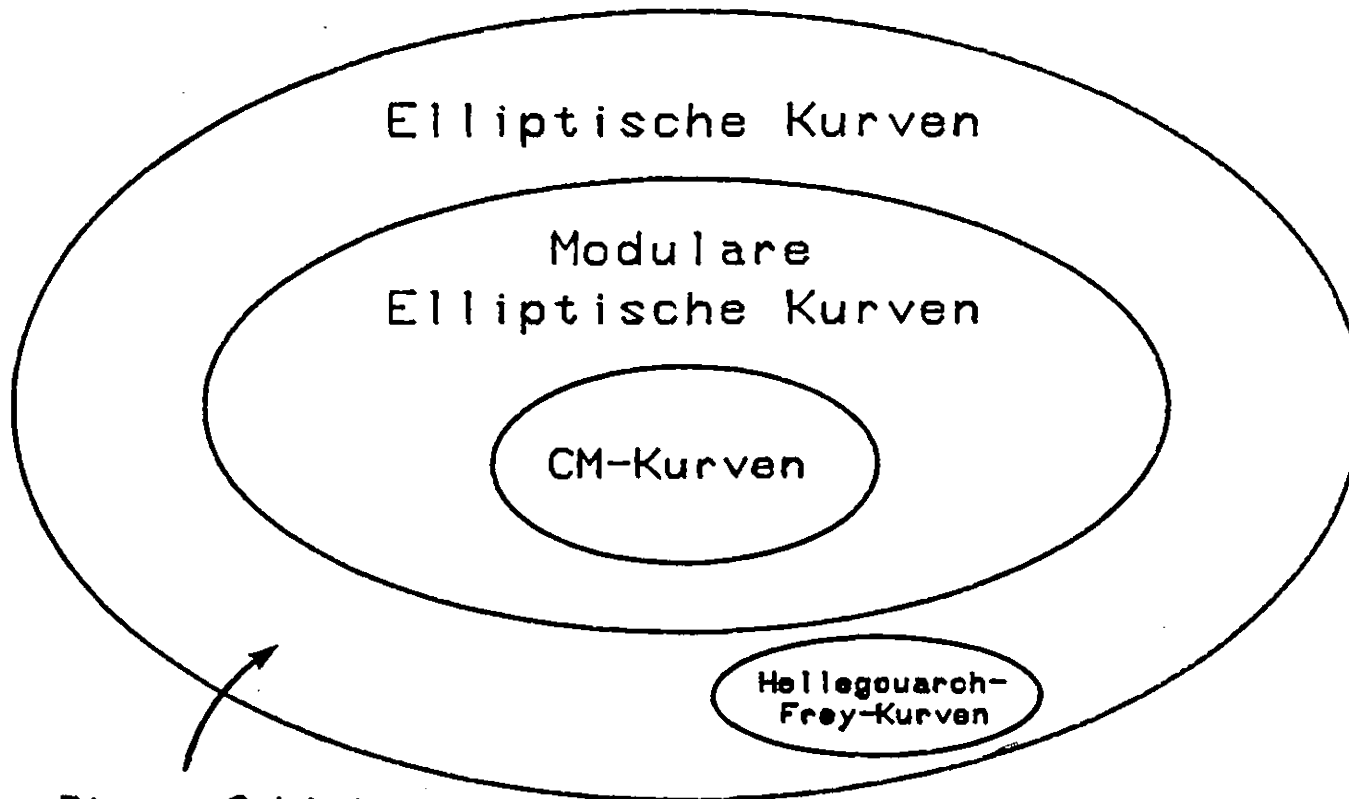 Elliptische Kurven
Modulare
Elliptische Kurven
CM-Kurven
Hellegouarch-
Frey-Kurven